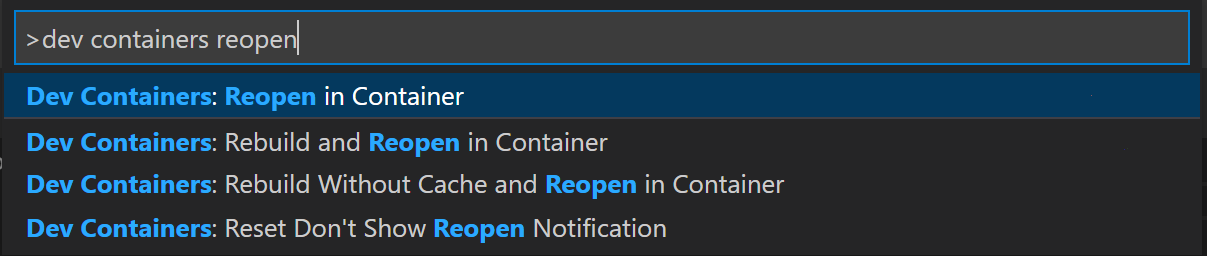 >dev containers reopen
Dev Containers: Reopen in Container
Dev Containers: Rebuild and Reopen in Container
Dev Containers: Rebuild Without Cache and Reopen in Container
Dev Containers: Reset Don't Show Reopen Notification